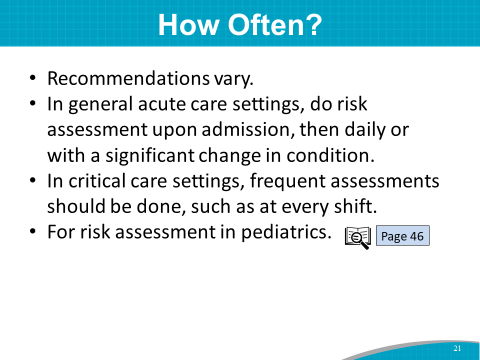 How Often?
• Recommendations vary.
• In general acute care settings, do risk
assessment upon admission, then daily or
with a significant change in condition.
• In critical care settings, frequent assessments
should be done, such as at every shift.
• For risk assessment in pediatrics. Page 46
21